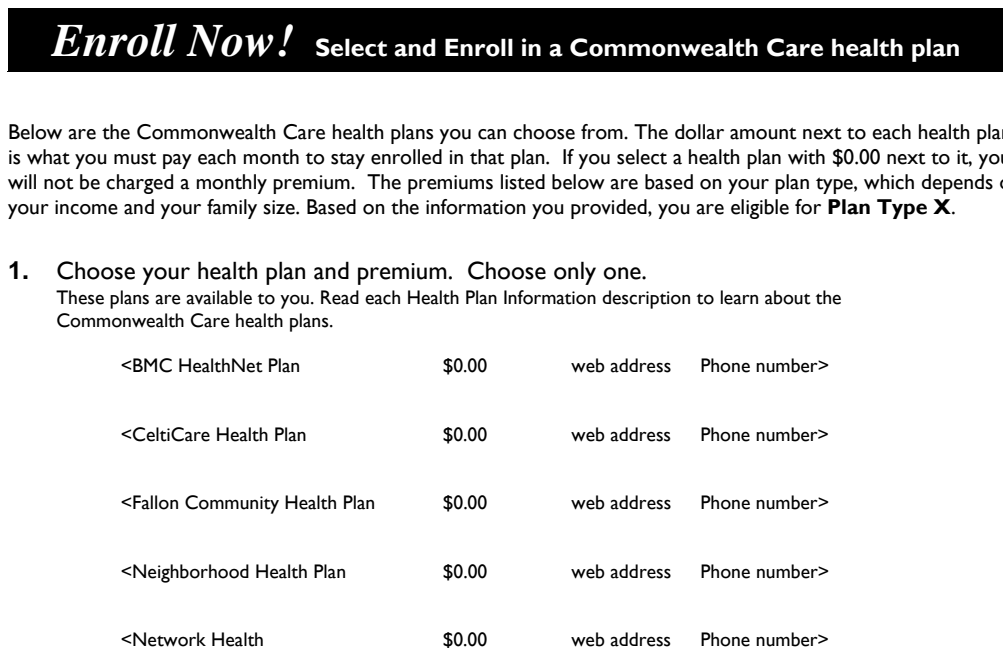 Enroll Now! Select and Enroll in a Commonwealth Care health plan
Below are the Commonwealth Care health plans you can choose from. The dollar amount next to each health
is what you must pay each month to stay enrolled in that plan. If you select a health plan with $0.00 next to it,
will not be charged a monthly premium. The premiums listed below are based on your plan type, which depends
your income and your family size. Based on the information you provided, you are eligible for Plan Type X.
1. Choose your health plan and premium. Choose only one.
These plans are available to you. Read each Health Plan Information description to learn about the
Commonwealth Care health plans.
<BMC HealthNet Plan $0.00 web address Phone number>
<CeltiCare Health Plan $0.00 web address Phone number>
<Fallon Community Health Plan $0.00 web address Phone number>
<Neighborhood Health Plan $0.00 web address Phone number>
<Network Health $0.00 web address Phone number>